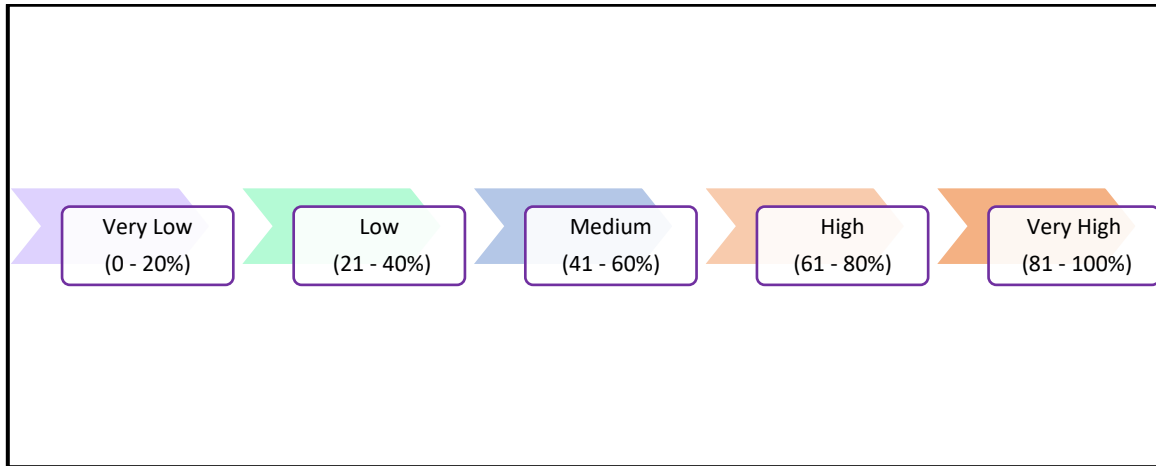 Very Low
(0 - 20%)
Low
(21 - 40%)
Medium
(41 - 60%)
High
(61 - 80%)
Very High
(81 - 100%)